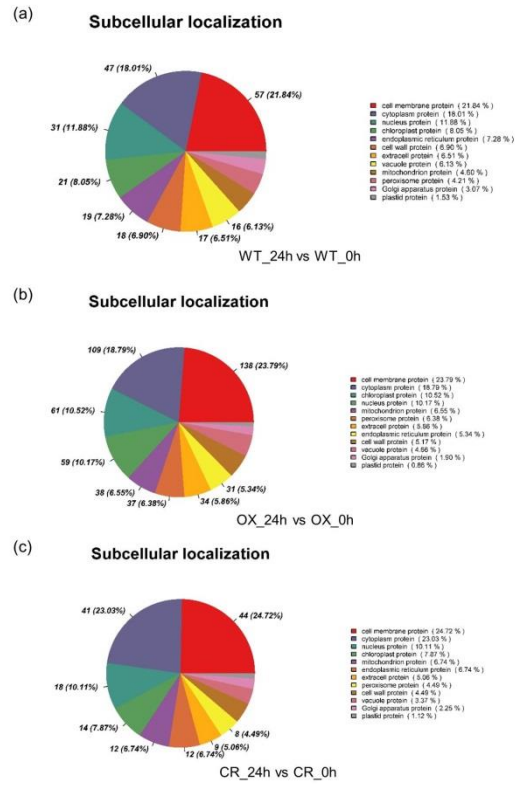 (a)
Subcellular localization
47 (18.01%)
57 (21.84%)
31 (11.88%)
21 (8.05%)
19 (7.28%)
18 (6.90%)
17 (6.51%)
16 (6.13%)
cell membrane protein ( 21.84 % )
cytoplasm protein ( 18.01 % )
nucleus protein ( 11.88 % )
chloroplast protein ( 8.05 % )
endoplasmic reticulum protein ( 7.28 % )
cell wall protein ( 6.90 % )
extracell protein ( 6.51 % )
vacuole protein ( 6.13 % )
mitochondrion protein ( 4.60 % )
peroxisome protein ( 4.21 % )
Golgi apparatus protein ( 3.07 % )
plastid protein ( 1.53 % )
WT_24h vs WT_0h
(b)
Subcellular localization
109 (18.79%)
138 (23.79%)
61 (10.52%)
59 (10.17%)
38 (6.55%)
37 (6.38%)
34 (5.86%)
31 (5.34%)
cell membrane protein ( 23.79 % )
cytoplasm protein ( 18.79 % )
chloroplast protein ( 10.52 % )
nucleus protein ( 10.17 % )
mitochondrion protein ( 6.55 % )
peroxisome protein ( 6.38 % )
extracell protein ( 5.86 % )
endoplasmic reticulum protein ( 5.34 % )
cell wall protein ( 5.17 % )
vacuole protein ( 4.66 % )
Golgi apparatus protein ( 1.90 % )
plastid protein ( 0.86 % )
OX_24h vs OX_0h
(c)
Subcellular localization
41 (23.03%)
44 (24.72%)
18 (10.11%)
14 (7.87%)
12 (6.74%)
12 (6.74%)
9 (5.06%)
8 (4.49%)
cell membrane protein ( 24.72 % )
cytoplasm protein ( 23.03 % )
nucleus protein ( 10.11 % )
chloroplast protein ( 7.87 % )
mitochondrion protein ( 6.74 % )
endoplasmic reticulum protein ( 6.74 % )
extracell protein ( 5.06 % )
peroxisome protein ( 4.49 % )
cell wall protein ( 4.49 % )
vacuole protein ( 3.37 % )
Golgi apparatus protein ( 2.25 % )
plastid protein ( 1.12 % )
CR_24h vs CR_0h